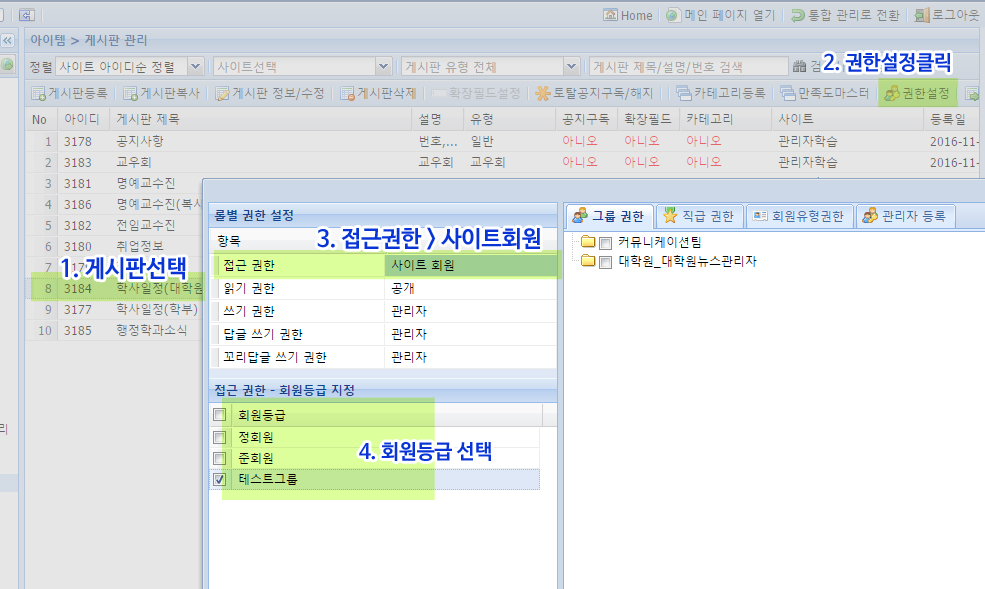 Home 메인 페이지 열기 통합 관리로 전환 로그아웃
아이템 > 게시판 관리
정렬 사이트 아이디순 정렬 사이트선택 게시판 유형 전체 게시판 제목/설명/번호 검색
2. 권한설정클릭
게시판등록 게시판복사 게시판 정보/수정 게시판삭제 확장필드설정 토탈공지구독/해지 카테고리등록 만족도마스터 권한설정
No 아이디 게시판 제목 설명 유형 공지구독 확장필드 카테고리 사이트 등록일
1 3178 공지사항 번호,... 일반 아니오 아니오 아니오 관리자학습 2016-11-
2 3183 교우회 교우회 교우회 아니오 아니오 아니오 관리자학습 2016-11-
3 3181 명예교수진
4 3186 명예교수진(복사
5 3182 전임교수진
6 3180 취업정보
7
8 3184 학사일정(대학원
9 3177 학사일정(학부)
10 3185 행정학과소식
1. 게시판선택
리
롤별 권한 설정
항목
3. 접근권한 > 사이트회원
접근 권한 사이트 회원
읽기 권한 공개
쓰기 권한 관리자
답글 쓰기 권한 관리자
꼬리답글 쓰기 권한 관리자
접근 권한 - 회원등급 지정
회원등급
정회원
준회원
테스트그룹
4. 회원등급 선택
그룹 권한 직급 권한 회원유형권한 관리자 등록
커뮤니케이션팀
대학원_대학원뉴스관리자